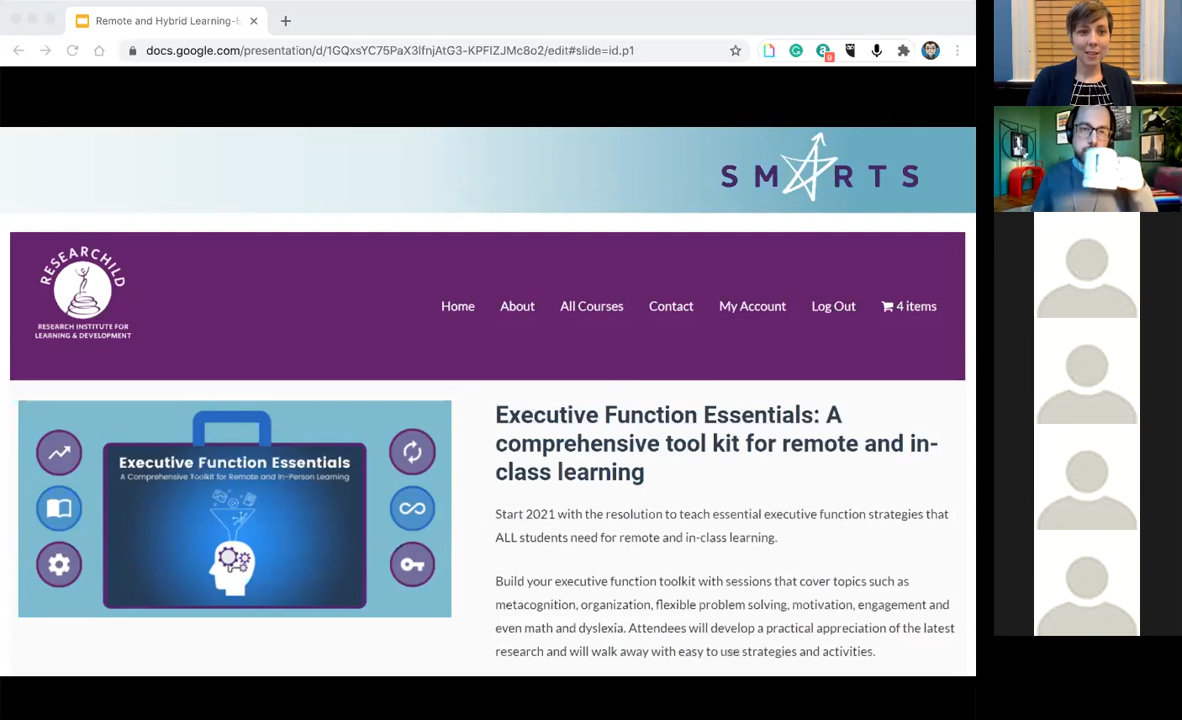 Remote and Hybrid Learning-E
docs.google.com/presentation/d/1GQxsYC75PaX3lfnjAtG3-KPFIZJMc8o2/edit#slide=id.p1
SMARTS
RESEARCHILD
RESEARCH INSTITUTE FOR
LEARNING & DEVELOPMENT
Home About All Courses Contact My Account Log Out 4 items
Executive Function Essentials
A Comprehensive Toolkit for Remote and In-Person Learning
Executive Function Essentials: A
comprehensive tool kit for remote and in-
class learning
Start 2021 with the resolution to teach essential executive function strategies that
ALL students need for remote and in-class learning.
Build your executive function toolkit with sessions that cover topics such as
metacognition, organization, flexible problem solving, motivation, engagement and
even math and dyslexia. Attendees will develop a practical appreciation of the latest
research and will walk away with easy to use strategies and activities.